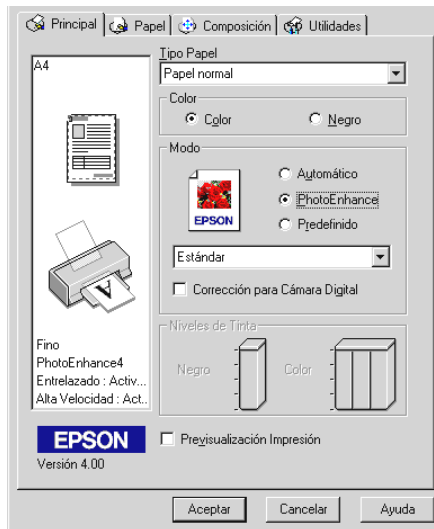 Principal Papel Composición Utilidades
A4
Tipo Papel
Papel normal
Color
Color Negro
Modo
Automático
PhotoEnhance
Predefinido
EPSON
Estándar
Corrección para Cámara Digital
Niveles de Tinta
Negro Color
Fino
PhotoEnhance4
Entrelazado : Activ...
Alta Velocidad : Act..
EPSON
Versión 4.00
Previsualización Impresión
Aceptar Cancelar Ayuda